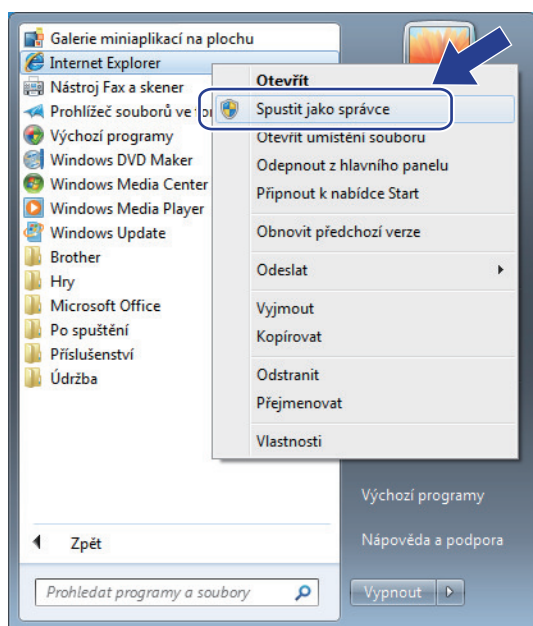 Galerie miniaplikací na plochu
Internet Explorer
Nástroj Fax a skener
Prohlížeč souborů ve
Výchozí programy
Windows DVD Maker
Windows Media Center
Windows Media Player
Windows Update
Brother
Hry
Microsoft Office
Po spuštění
Příslušenství
Údržba
Zpět
Prohledat programy a soubory
Otevřít
Spustit jako správce
Otevřít umístění souboru
Odepnout z hlavního panelu
Připnout k nabídce Start
Obnovit předchozí verze
Odeslat
Vyjmout
Kopírovat
Odstranit
Přejmenovat
Vlastnosti
Výchozí programy
Nápověda a podpora
Vypnout